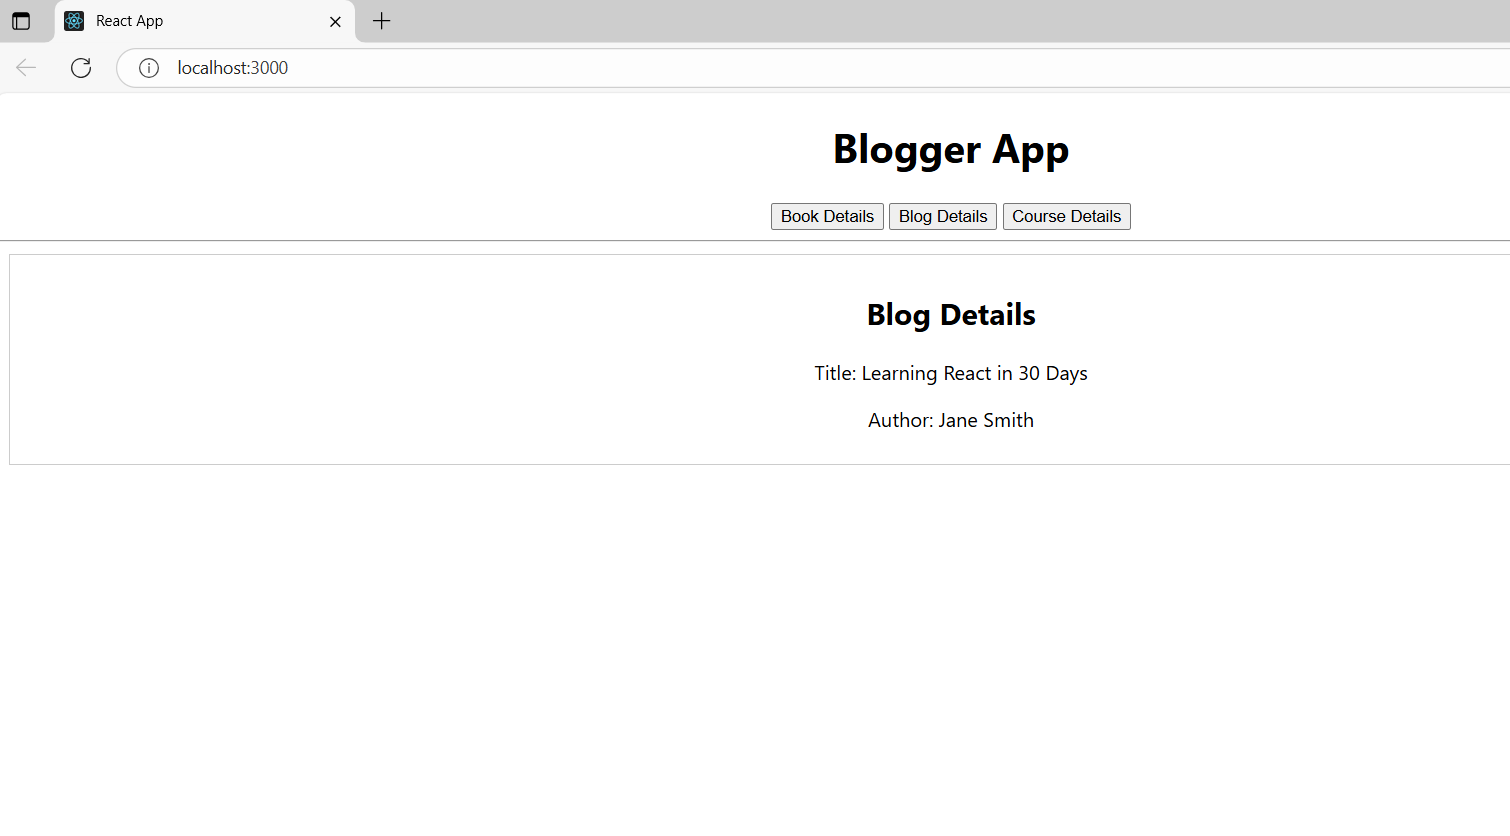 React App
localhost:3000
Blogger App
Book Details Blog Details Course Details
Blog Details
Title: Learning React in 30 Days
Author: Jane Smith